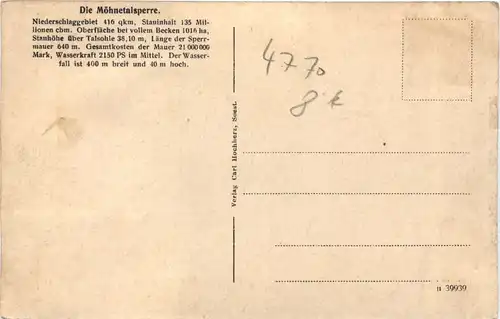 Die Möhnetalsperre.
Niederschlaggebiet 416 qkm, Stauinhalt 135 Mil-
lionen cbm. Oberfläche bei vollem Becken 1016 ha,
Stauhöhe über Talsohle 38,10 m, Länge der Sperr-
mauer 640 m. Gesamtkosten der Mauer 21 000 000
Mark, Wasserkraft 2150 PS im Mittel. Der Wasser-
fall ist 400 m breit und 40 m hoch.
4770
8 €
Verlag Carl Hochherz, Soest.
39939